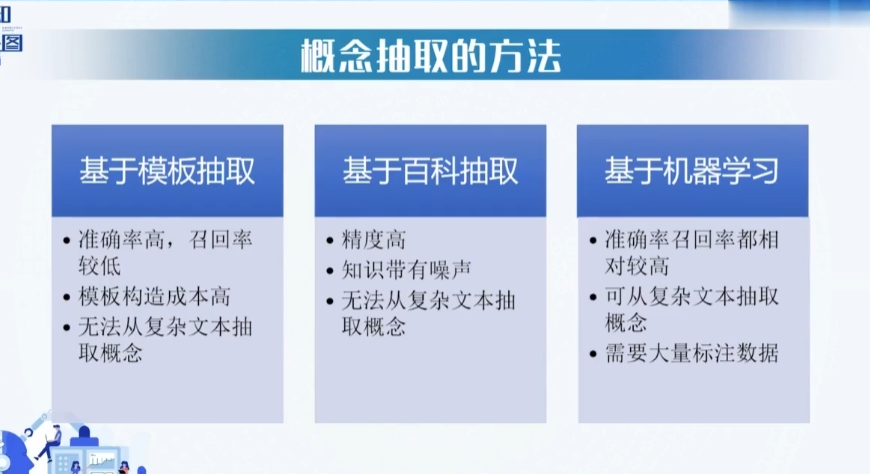 概念抽取的方法
基于模板抽取
• 准确率高，召回率
较低
• 模板构造成本高
• 无法从复杂文本抽
取概念
基于百科抽取
• 精度高
• 知识带有噪声
• 无法从复杂文本抽
取概念
基于机器学习
• 准确率召回率都相
对较高
• 可从复杂文本抽取
概念
• 需要大量标注数据